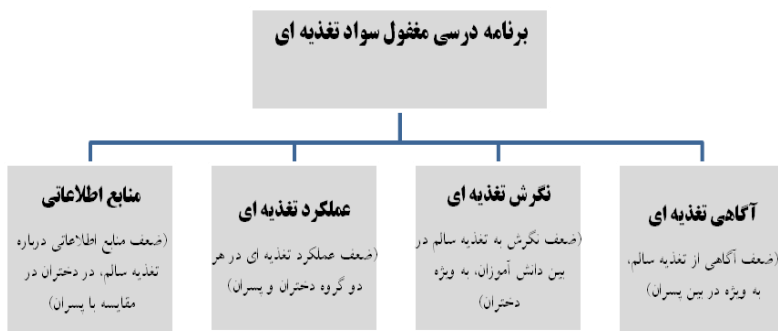 برنامه درسی مغفول سواد تغذیه ای
آگاهی تغذیه ای
(ضعف آگاهی از تغذیه سالم،
به ویژه در بین پسران)
نگرش تغذیه ای
(ضعف نگرش به تغذیه سالم در
بین دانش آموزان، به ویژه
دختران)
عملکرد تغذیه ای
(ضعف عملکرد تغذیه ای در هر
دو گروه دختران و پسران)
منابع اطلاعاتی
(ضعف منابع اطلاعاتی درباره
تغذیه سالم، در دختران در
مقایسه با پسران)